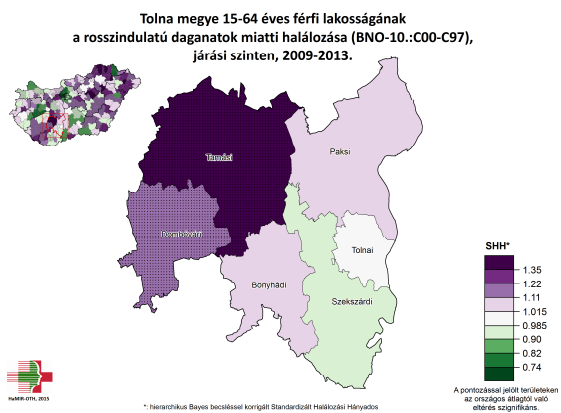 Tolna megye 15-64 éves férfi lakosságának
a rosszindulatú daganatok miatti halálozása (BNO-10.:C00-C97),
járási szinten, 2009-2013.
Tamási
Paksi
Dombóvári
Tolnai
Bonyhádi
Szekszárdi
SHH*
1.35
1.22
1.11
1.015
0.985
0.90
0.82
0.74
A pontozással jelölt területeken
az országos átlagtól való
eltérés szignifikáns.
HaMIR-OTH, 2015
*: hierarchikus Bayes becsléssel korrigált Standardizált Halálozási Hányados